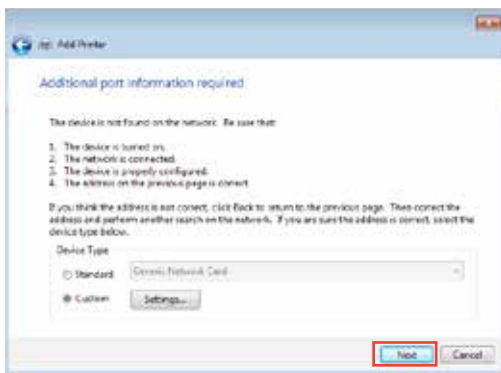 Add Printer
Additional port information required
The device is not found on the network. Be sure that:
1. The device is turned on.
2. The network is connected.
3. The device is properly configured.
4. The address on the previous page is correct.
If you think the address is not correct, click Back to return to the previous page. Then correct the
address and perform another search on the network. If you are sure the address is correct, select the
device type below.
Device Type
Standard
Generic Network Card
Custom
Settings...
Next
Cancel